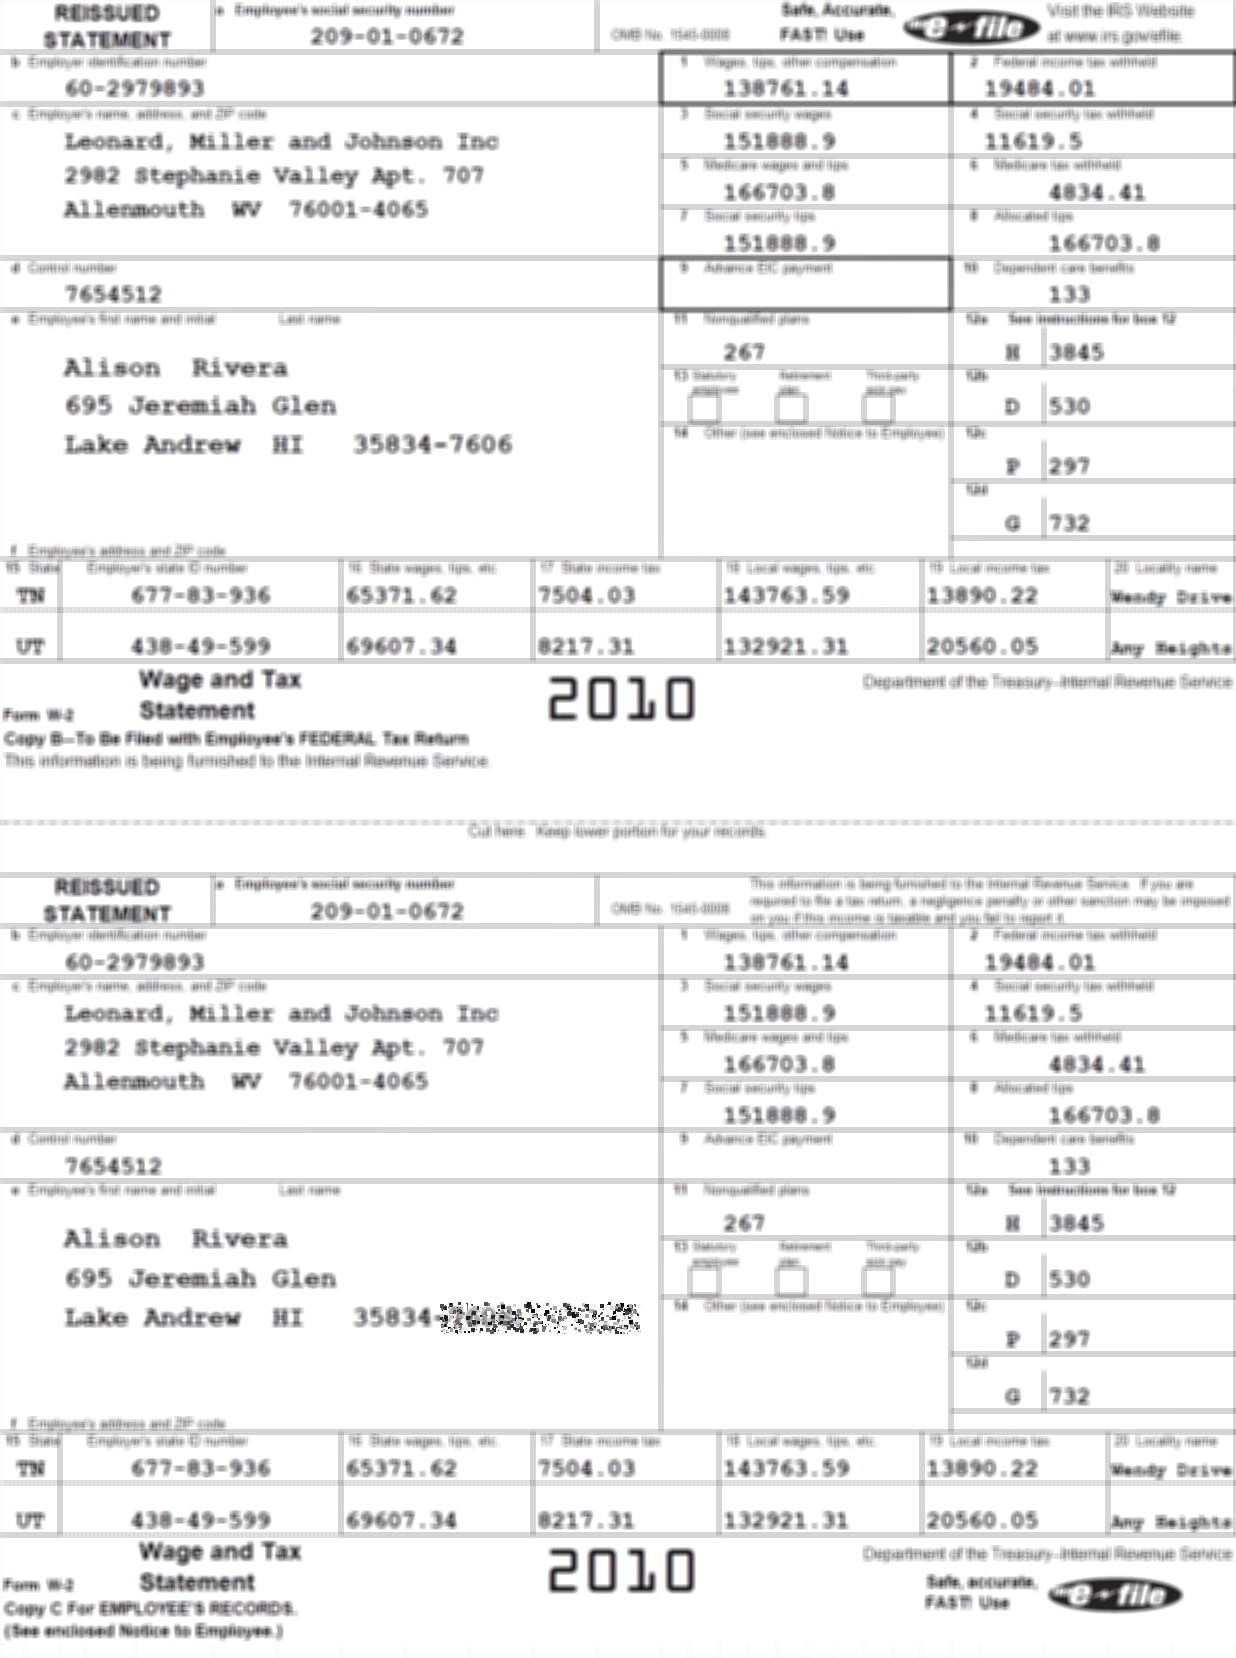 REISSUED STATEMENT
a Employee's social security number
209-01-0672
OMB No. 1545-0008
Safe, Accurate, FAST! Use
e-file
Visit the IRS Website at www.irs.gov/efile.
b Employer identification number
60-2979893
1 Wages, tips, other compensation
138761.14
2 Federal income tax withheld
19484.01
c Employer's name, address, and ZIP code
Leonard, Miller and Johnson Inc
2982 Stephanie Valley Apt. 707
Allenmouth WV 76001-4065
3 Social security wages
151888.9
4 Social security tax withheld
11619.5
5 Medicare wages and tips
166703.8
6 Medicare tax withheld
4834.41
7 Social security tips
151888.9
8 Allocated tips
166703.8
d Control number
7654512
9 Advance EIC payment
10 Dependent care benefits
133
e Employee's first name and initial Last name
Alison Rivera
695 Jeremiah Glen
Lake Andrew HI 35834-7606
11 Nonqualified plans
267
12a See instructions for box 12
H 3845
13 Statutory employee Retirement plan Third-party sick pay
12b
D 530
14 Other (see enclosed Notice to Employee)
12c
P 297
12d
G 732
f Employee's address and ZIP code
15 State Employer's state ID number 16 State wages, tips, etc. 17 State income tax 18 Local wages, tips, etc. 19 Local income tax 20 Locality name
TN 677-83-936 65371.62 7504.03 143763.59 13890.22 Wendy Drive
UT 438-49-599 69607.34 8217.31 132921.31 20560.05 Any Heights
Wage and Tax
Form W-2 Statement
2010
Department of the Treasury-Internal Revenue Service
Copy B-To Be Filed with Employee's FEDERAL Tax Return
This information is being furnished to the Internal Revenue Service.
Cut here. Keep lower portion for your records.
REISSUED STATEMENT
a Employee's social security number
209-01-0672
OMB No. 1545-0008
This information is being furnished to the Internal Revenue Service. If you are
required to file a tax return, a negligence penalty or other sanction may be imposed
on you if this income is taxable and you fail to report it.
b Employer identification number
60-2979893
1 Wages, tips, other compensation
138761.14
2 Federal income tax withheld
19484.01
c Employer's name, address, and ZIP code
Leonard, Miller and Johnson Inc
2982 Stephanie Valley Apt. 707
Allenmouth WV 76001-4065
3 Social security wages
151888.9
4 Social security tax withheld
11619.5
5 Medicare wages and tips
166703.8
6 Medicare tax withheld
4834.41
7 Social security tips
151888.9
8 Allocated tips
166703.8
d Control number
7654512
9 Advance EIC payment
10 Dependent care benefits
133
e Employee's first name and initial Last name
Alison Rivera
695 Jeremiah Glen
Lake Andrew HI 35834-
11 Nonqualified plans
267
12a See instructions for box 12
H 3845
13 Statutory employee Retirement plan Third-party sick pay
12b
D 530
14 Other (see enclosed Notice to Employee)
12c
P 297
12d
G 732
f Employee's address and ZIP code
15 State Employer's state ID number 16 State wages, tips, etc. 17 State income tax 18 Local wages, tips, etc. 19 Local income tax 20 Locality name
TN 677-83-936 65371.62 7504.03 143763.59 13890.22 Wendy Drive
UT 438-49-599 69607.34 8217.31 132921.31 20560.05 Any Heights
Wage and Tax
Form W-2 Statement
2010
Department of the Treasury-Internal Revenue Service
Copy C For EMPLOYEE'S RECORDS.
(See enclosed Notice to Employee.)
Safe, accurate, FAST! Use
e-file